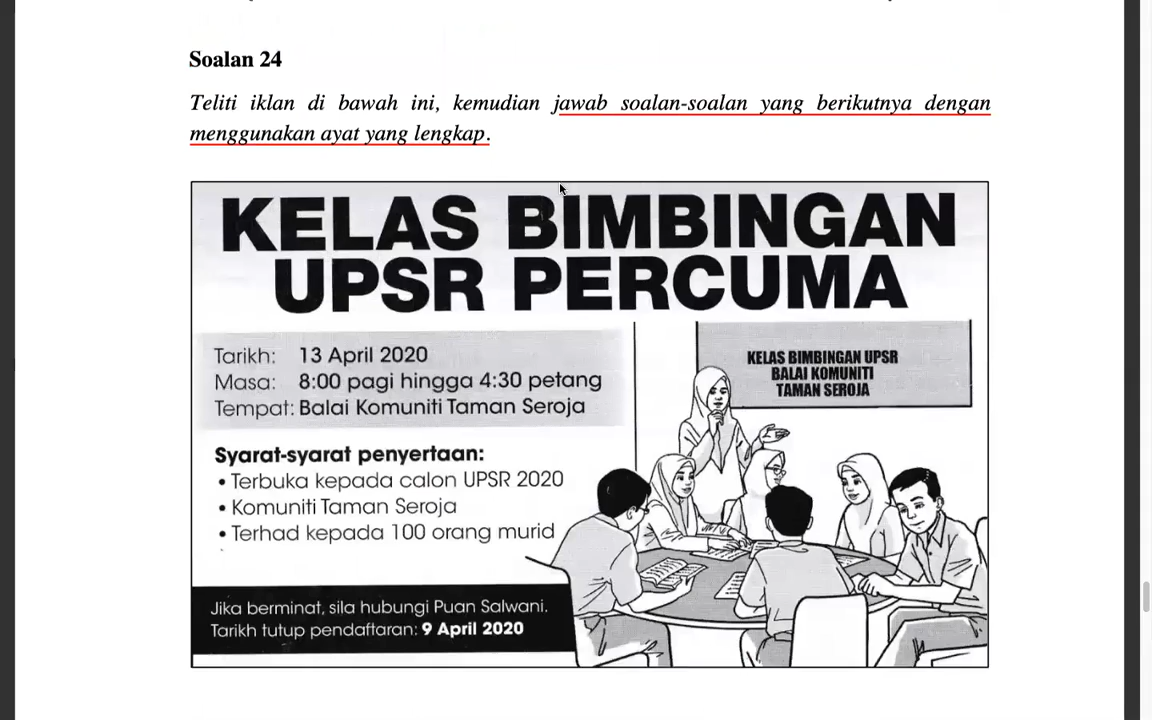 Soalan 24
Teliti iklan di bawah ini, kemudian jawab soalan-soalan yang berikutnya dengan
menggunakan ayat yang lengkap.
KELAS BIMBINGAN
UPSR PERCUMA
Tarikh: 13 April 2020
Masa: 8:00 pagi hingga 4:30 petang
Tempat: Balai Komuniti Taman Seroja
Syarat-syarat penyertaan:
• Terbuka kepada calon UPSR 2020
• Komuniti Taman Seroja
• Terhad kepada 100 orang murid
Jika berminat, sila hubungi Puan Salwani.
Tarikh tutup pendaftaran: 9 April 2020
KELAS BIMBINGAN UPSR
BALAI KOMUNITI
TAMAN SEROJA